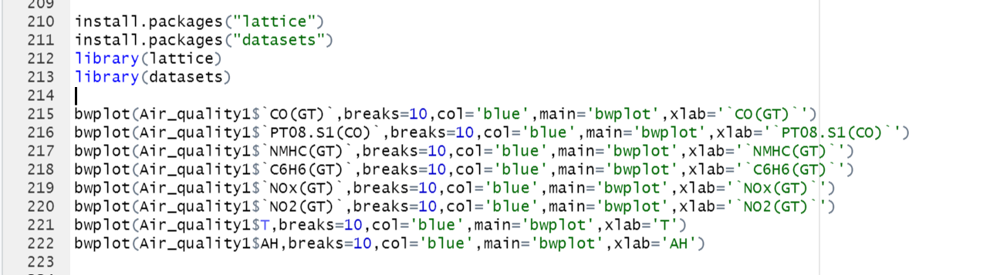 209
210 install.packages("lattice")
211 install.packages("datasets")
212 library(lattice)
213 library(datasets)
214
215 bwplot(Air_quality1$`CO(GT)`,breaks=10,col='blue',main='bwplot',xlab='`CO(GT)`')
216 bwplot(Air_quality1$`PT08.S1(CO)`,breaks=10,col='blue',main='bwplot',xlab='`PT08.S1(CO)`')
217 bwplot(Air_quality1$`NMHC(GT)`,breaks=10,col='blue',main='bwplot',xlab='`NMHC(GT)`')
218 bwplot(Air_quality1$`C6H6(GT)`,breaks=10,col='blue',main='bwplot',xlab='`C6H6(GT)`')
219 bwplot(Air_quality1$`NOx(GT)`,breaks=10,col='blue',main='bwplot',xlab='`NOx(GT)`')
220 bwplot(Air_quality1$`NO2(GT)`,breaks=10,col='blue',main='bwplot',xlab='`NO2(GT)`')
221 bwplot(Air_quality1$T,breaks=10,col='blue',main='bwplot',xlab='T')
222 bwplot(Air_quality1$AH,breaks=10,col='blue',main='bwplot',xlab='AH')
223